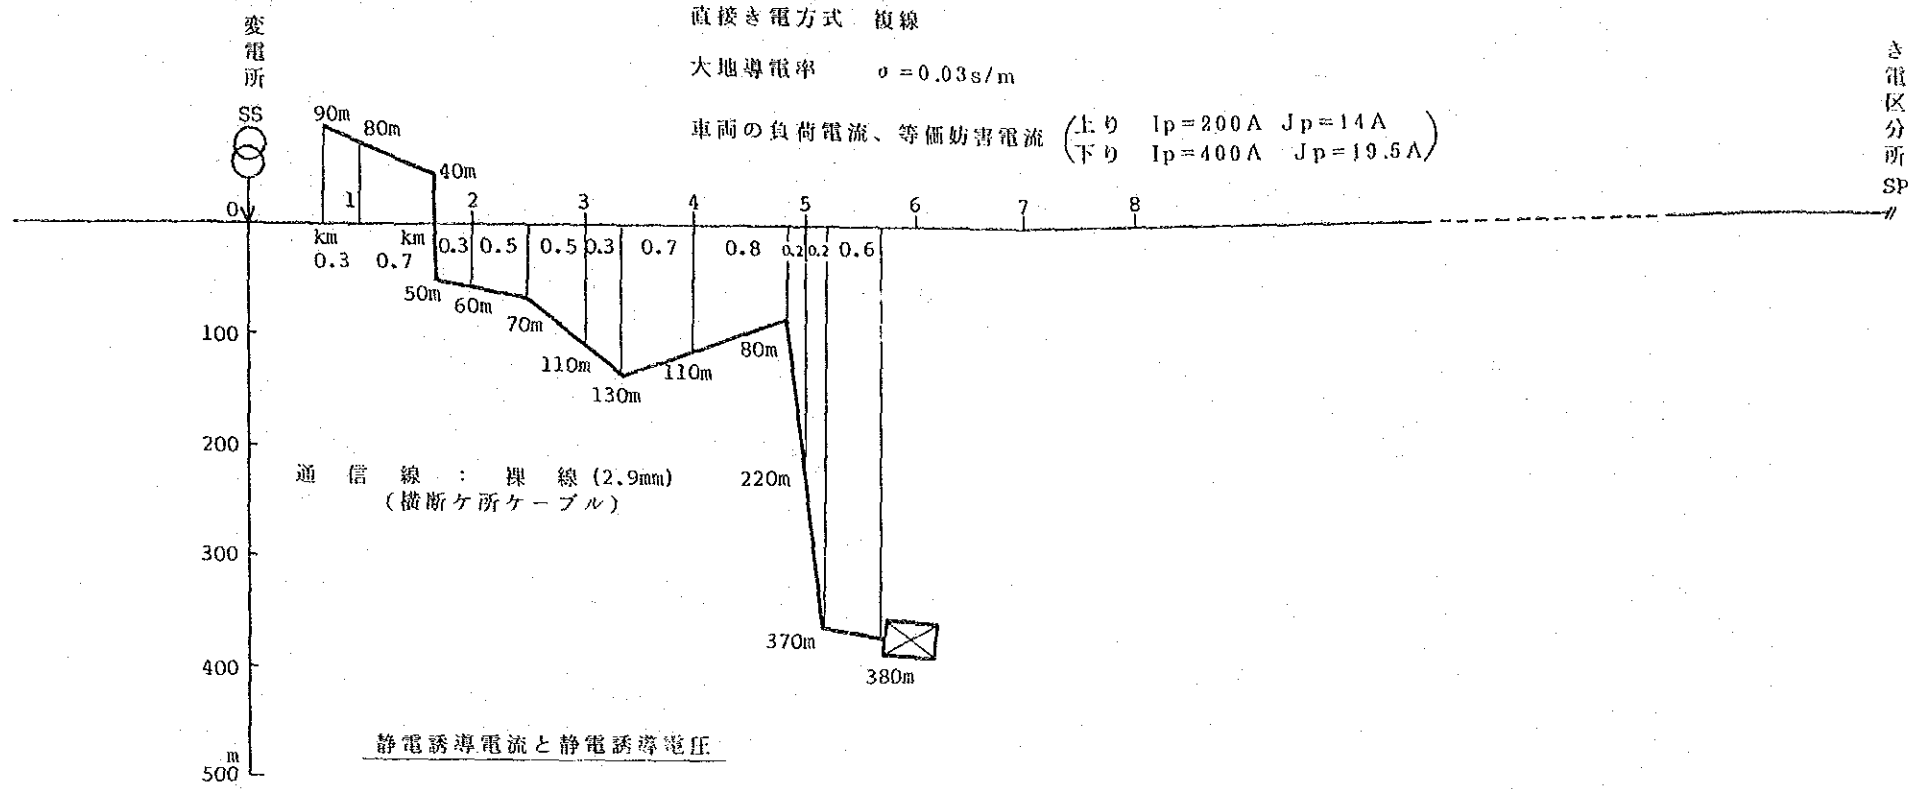 直接き電方式 複線
大地導電率 σ=0.03s/m
車両の負荷電流、等価妨害電流
上り Ip=200A Jp=14A
下り Ip=400A Jp=19.5A
変電所
SS
き電区分所
SP
90m
80m
40m
0
1
2
3
4
5
6
7
8
km
0.3
km
0.7
0.3
0.5
0.5
0.3
0.7
0.8
0.2
0.2
0.6
50m
60m
70m
110m
130m
110m
80m
220m
370m
380m
100
200
300
400
m
500
通信線:裸線(2.9mm)
(横断ケ所ケーブル)
静電誘導電流と静電誘導電圧